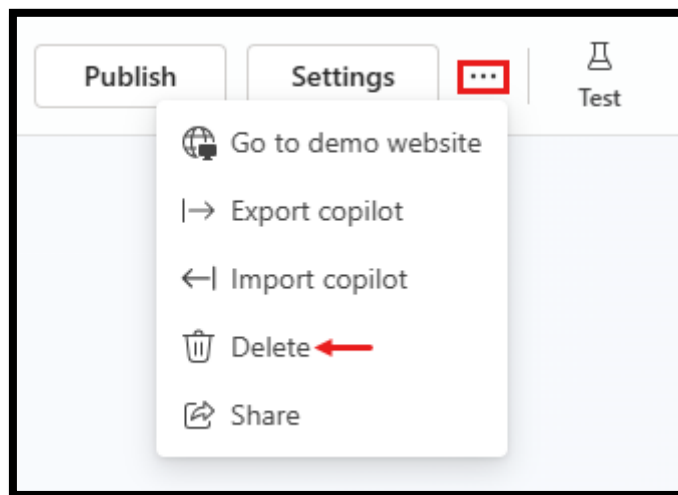 Publish
Settings
...
Test
Go to demo website
Export copilot
Import copilot
Delete
Share